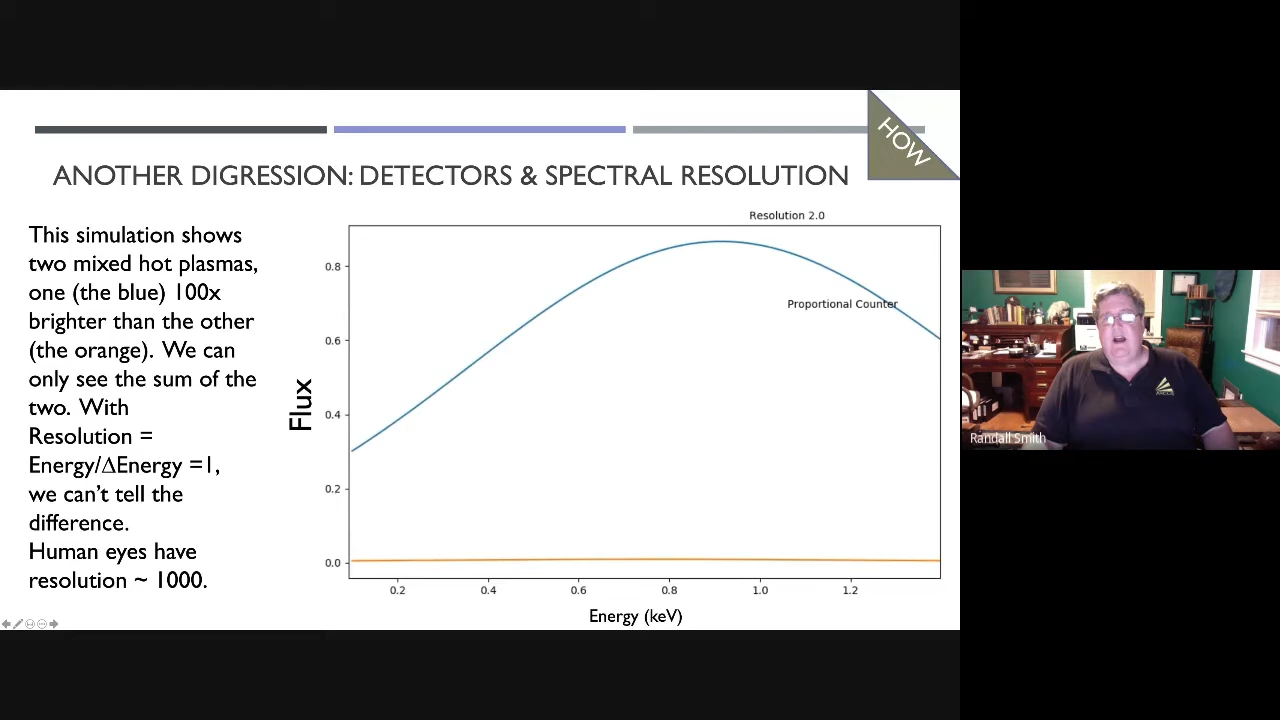 HOW
ANOTHER DIGRESSION: DETECTORS & SPECTRAL RESOLUTION
This simulation shows
two mixed hot plasmas,
one (the blue) 100x
brighter than the other
(the orange). We can
only see the sum of the
two. With
Resolution =
Energy/ΔEnergy =1,
we can't tell the
difference.
Human eyes have
resolution ~ 1000.
Resolution 2.0
Proportional Counter
Flux
0.8
0.6
0.4
0.2
0.0
0.2 0.4 0.6 0.8 1.0 1.2
Energy (keV)
Randall Smith